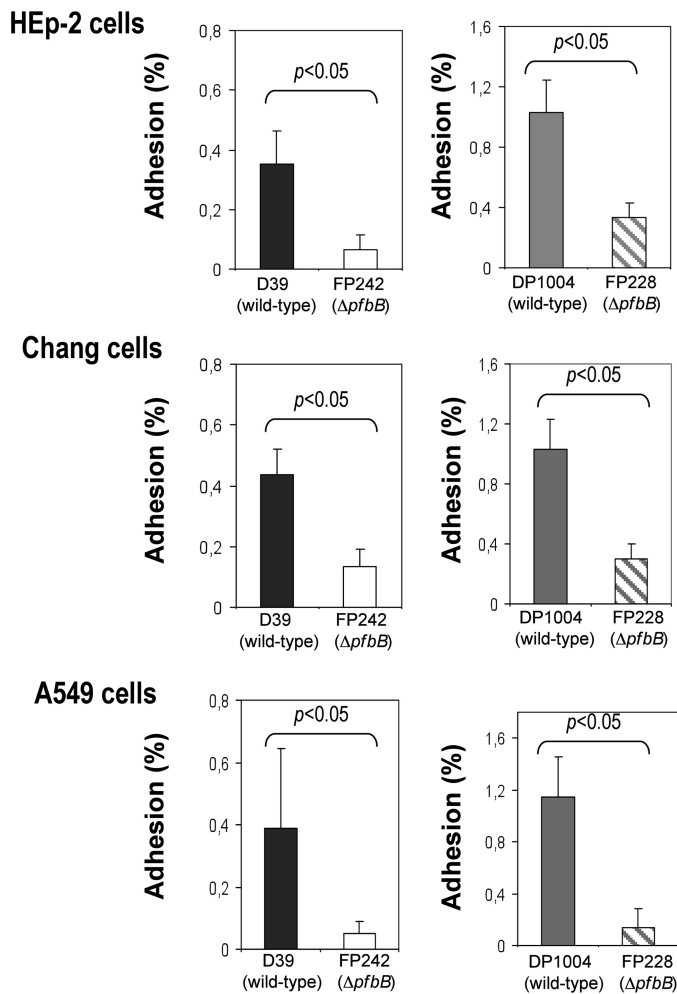 HEp-2 cells
Adhesion (%)
0,8
0,6
0,4
0,2
0
p<0.05
D39
(wild-type)
FP242
(ΔpfbB)
Adhesion (%)
1,6
1,2
0,8
0,4
0
p<0.05
DP1004
(wild-type)
FP228
(ΔpfbB)
Chang cells
Adhesion (%)
0,8
0,6
0,4
0,2
0
p<0.05
D39
(wild-type)
FP242
(ΔpfbB)
Adhesion (%)
1,6
1,2
0,8
0,4
0
p<0.05
DP1004
(wild-type)
FP228
(ΔpfbB)
A549 cells
Adhesion (%)
0,8
0,6
0,4
0,2
0
p<0.05
D39
(wild-type)
FP242
(ΔpfbB)
Adhesion (%)
1,6
1,2
0,8
0,4
0
p<0.05
DP1004
(wild-type)
FP228
(ΔpfbB)